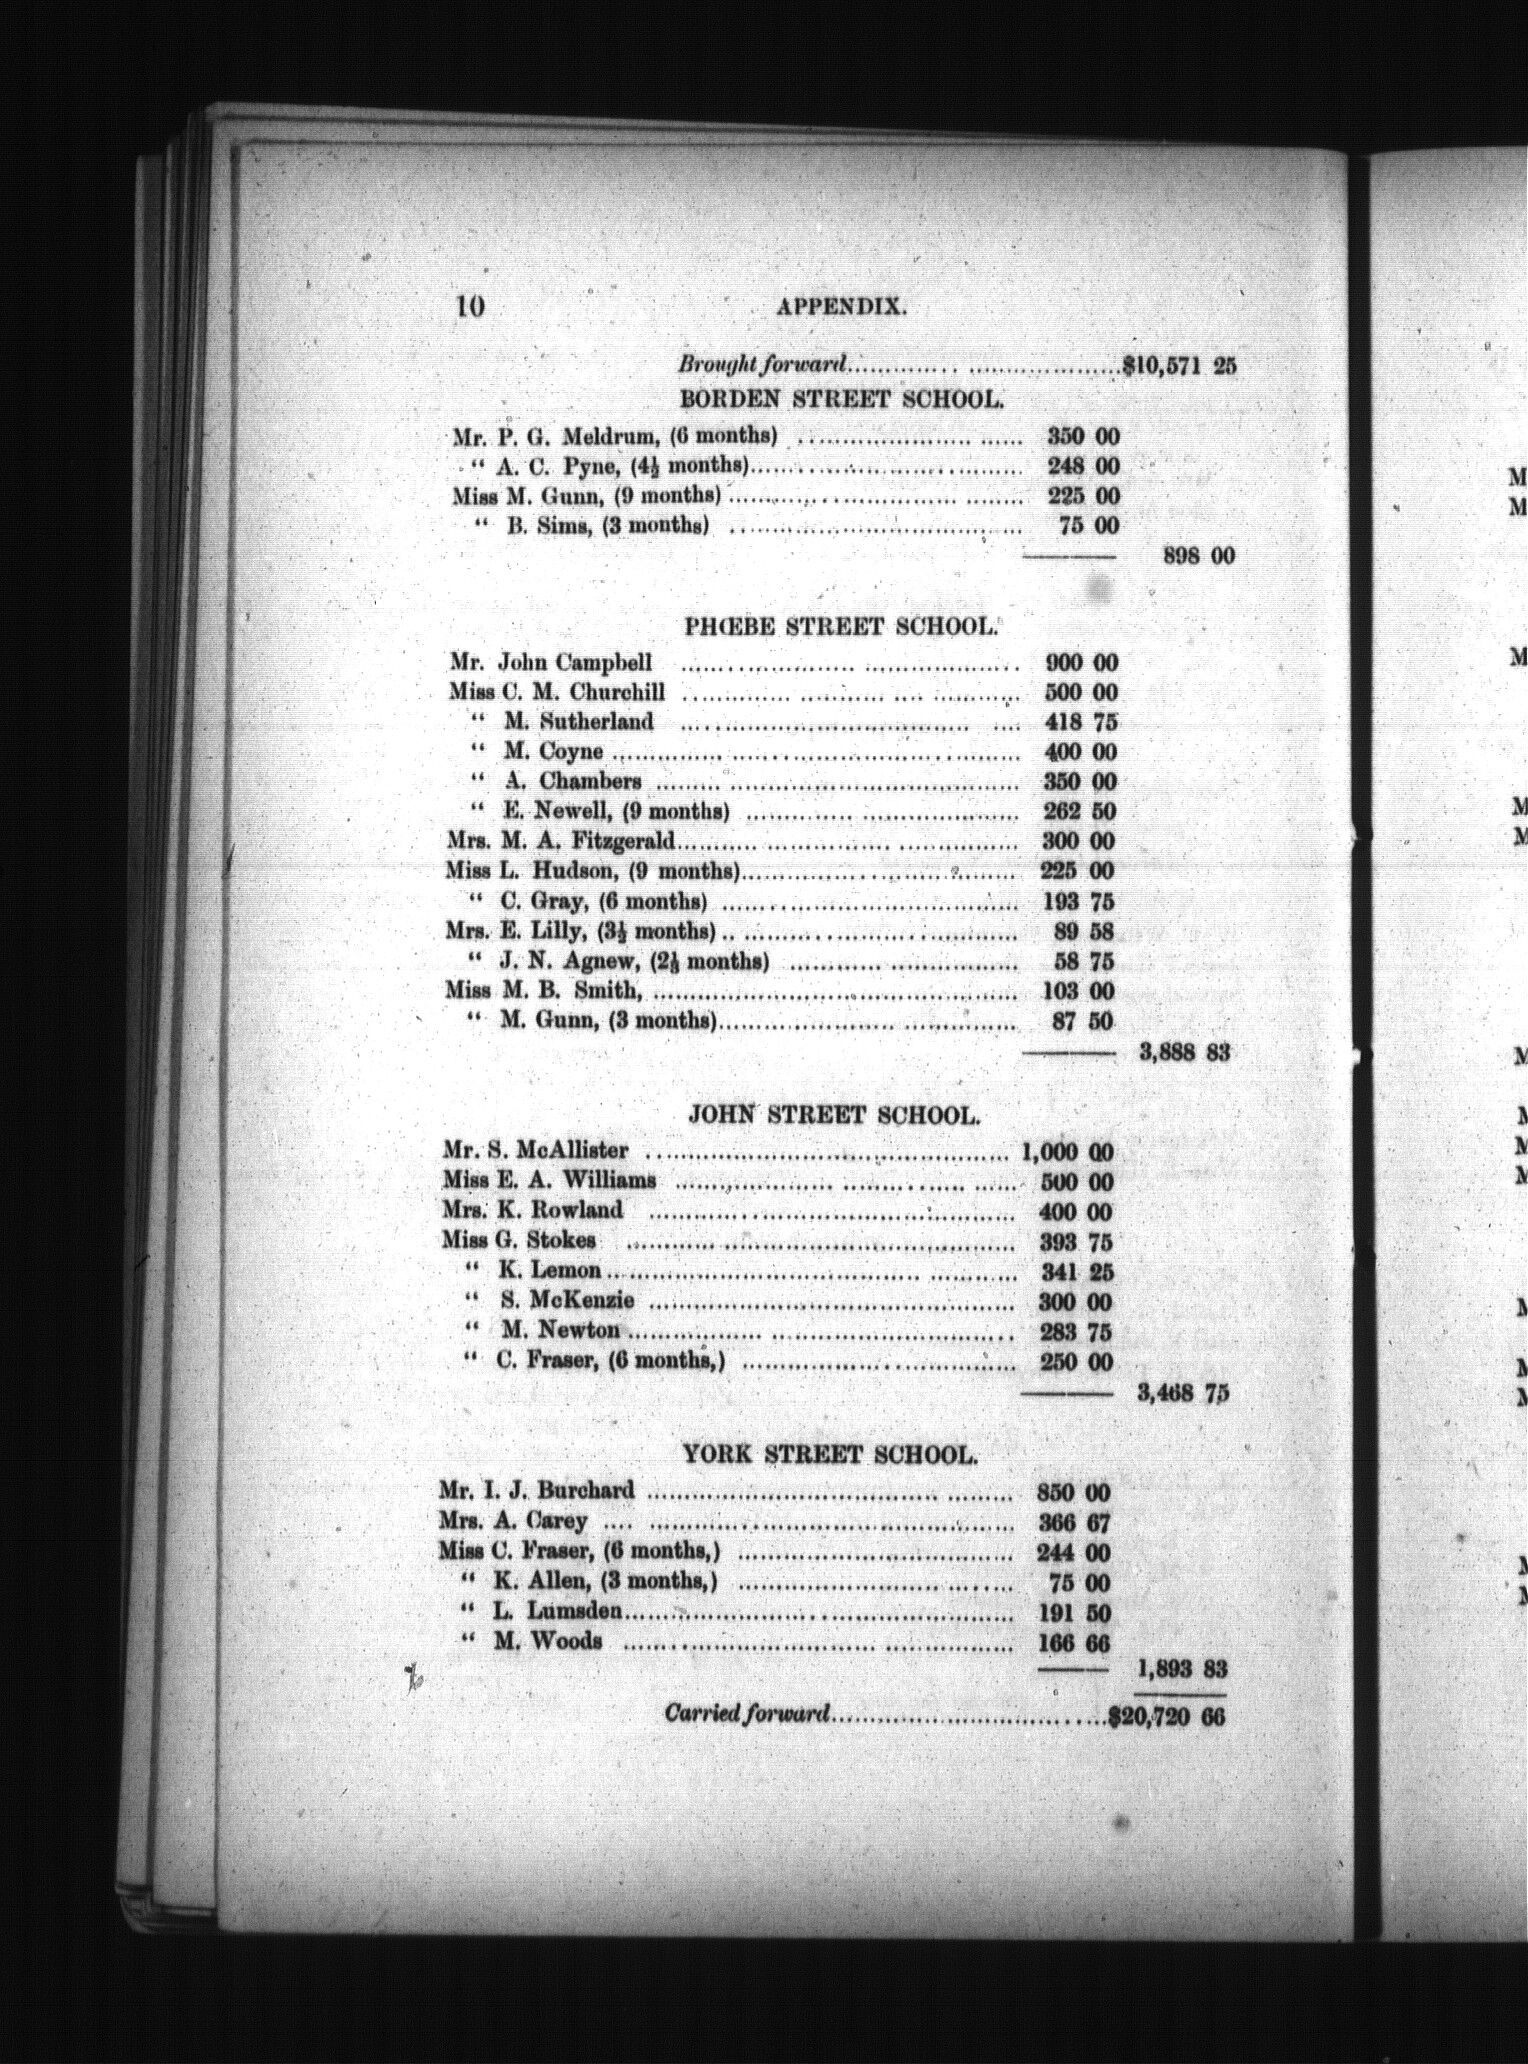 10 APPENDIX.
Brought forward.................................$10,571 25
BORDEN STREET SCHOOL.
Mr. P. G. Meldrum, (6 months) ............................ 350 00
" A. C. Pyne, (4½ months)................................. 248 00
Miss M. Gunn, (9 months) ................................. 225 00
" B. Sims, (3 months) ................................. 75 00
898 00
PHŒBE STREET SCHOOL.
Mr. John Campbell ....................................... 900 00
Miss C. M. Churchill ....................................... 500 00
" M. Sutherland ....................................... 418 75
" M. Coyne ....................................... 400 00
" A. Chambers ....................................... 350 00
" E. Newell, (9 months) ................................. 262 50
Mrs. M. A. Fitzgerald....................................... 300 00
Miss L. Hudson, (9 months)................................. 225 00
" C. Gray, (6 months) ................................. 193 75
Mrs. E. Lilly, (3½ months) ................................. 89 58
" J. N. Agnew, (2⅓ months) ............................ 58 75
Miss M. B. Smith, ....................................... 103 00
" M. Gunn, (3 months)................................. 87 50
3,888 83
JOHN STREET SCHOOL.
Mr. S. McAllister ....................................... 1,000 00
Miss E. A. Williams ....................................... 500 00
Mrs. K. Rowland ....................................... 400 00
Miss G. Stokes ....................................... 393 75
" K. Lemon ....................................... 341 25
" S. McKenzie ....................................... 300 00
" M. Newton ....................................... 283 75
" C. Fraser, (6 months,) ................................. 250 00
3,468 75
YORK STREET SCHOOL.
Mr. I. J. Burchard ....................................... 850 00
Mrs. A. Carey ....................................... 366 67
Miss C. Fraser, (6 months,) ................................. 244 00
" K. Allen, (3 months,) ................................. 75 00
" L. Lumsden....................................... 191 50
" M. Woods ....................................... 166 66
1,893 83
Carried forward.................................$20,720 66
M
M
M
M
M
M
M
M
M
M
M
M
M
M